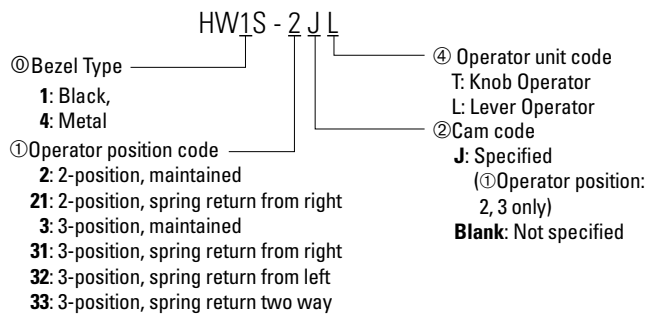 HW1S - 2 J L
⓪Bezel Type
1: Black,
4: Metal
①Operator position code
2: 2-position, maintained
21: 2-position, spring return from right
3: 3-position, maintained
31: 3-position, spring return from right
32: 3-position, spring return from left
33: 3-position, spring return two way
④ Operator unit code
T: Knob Operator
L: Lever Operator
②Cam code
J: Specified
(①Operator position:
2, 3 only)
Blank: Not specified